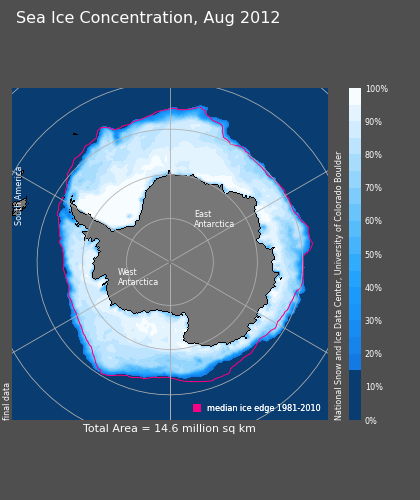 Sea Ice Concentration, Aug 2012
South America
East
Antarctica
West
Antarctica
median ice edge 1981-2010
final data
Total Area = 14.6 million sq km
National Snow and Ice Data Center, University of Colorado Boulder
100%
90%
80%
70%
60%
50%
40%
30%
20%
10%
0%